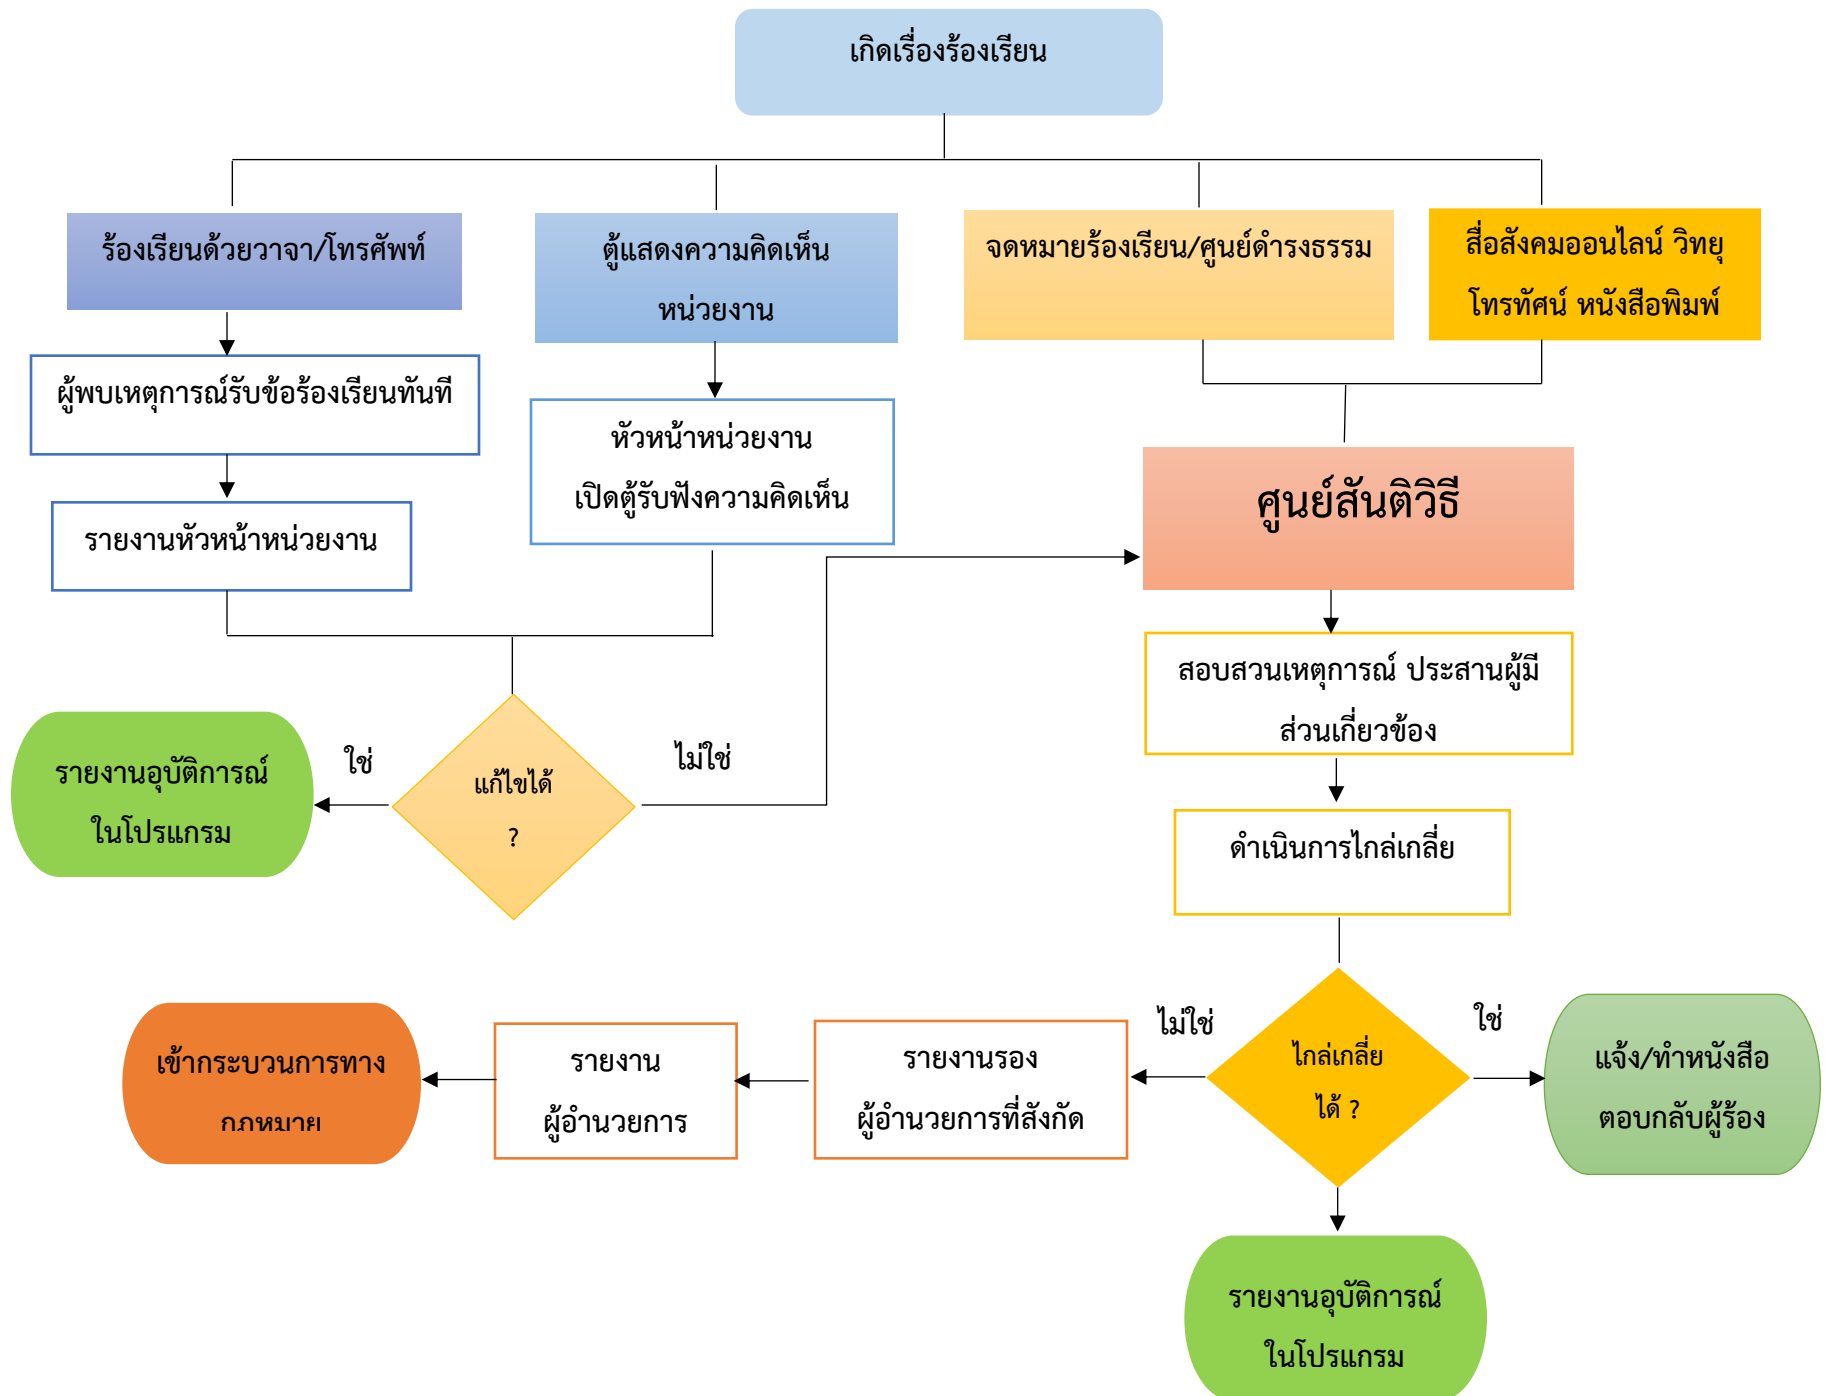 เกิดเรื่องร้องเรียน
ร้องเรียนด้วยวาจา/โทรศัพท์
ตู้แสดงความคิดเห็น
หน่วยงาน
จดหมายร้องเรียน/ศูนย์ดำรงธรรม
สื่อสังคมออนไลน์ วิทยุ
โทรทัศน์ หนังสือพิมพ์
ผู้พบเหตุการณ์รับข้อร้องเรียนทันที
หัวหน้าหน่วยงาน
เปิดตู้รับฟังความคิดเห็น
รายงานหัวหน้าหน่วยงาน
ศูนย์สันติวิธี
สอบสวนเหตุการณ์ ประสานผู้มี
ส่วนเกี่ยวข้อง
รายงานอุบัติการณ์
ในโปรแกรม
ใช่
แก้ไขได้
?
ไม่ใช่
ดำเนินการไกล่เกลี่ย
เข้ากระบวนการทาง
กฎหมาย
รายงาน
ผู้อำนวยการ
รายงานรอง
ผู้อำนวยการที่สังกัด
ไม่ใช่
ไกล่เกลี่ย
ได้ ?
ใช่
แจ้ง/ทำหนังสือ
ตอบกลับผู้ร้อง
รายงานอุบัติการณ์
ในโปรแกรม